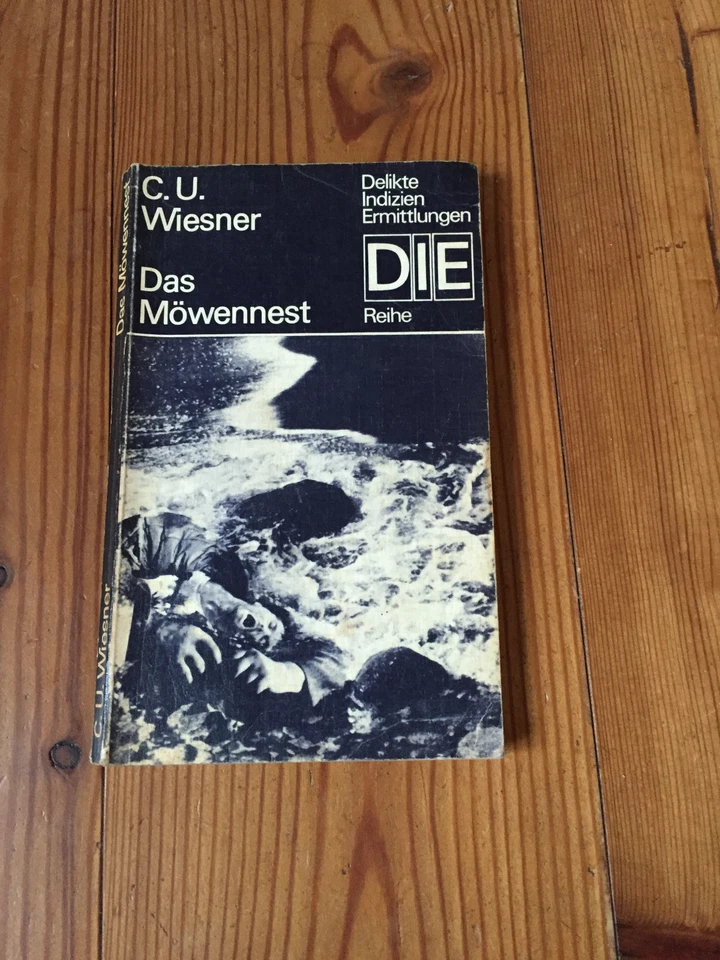 C. U.
Wiesner
Das
Möwennest
Delikte
Indizien
Ermittlungen
DIE
Reihe
Das Möwennest
C. U. Wiesner